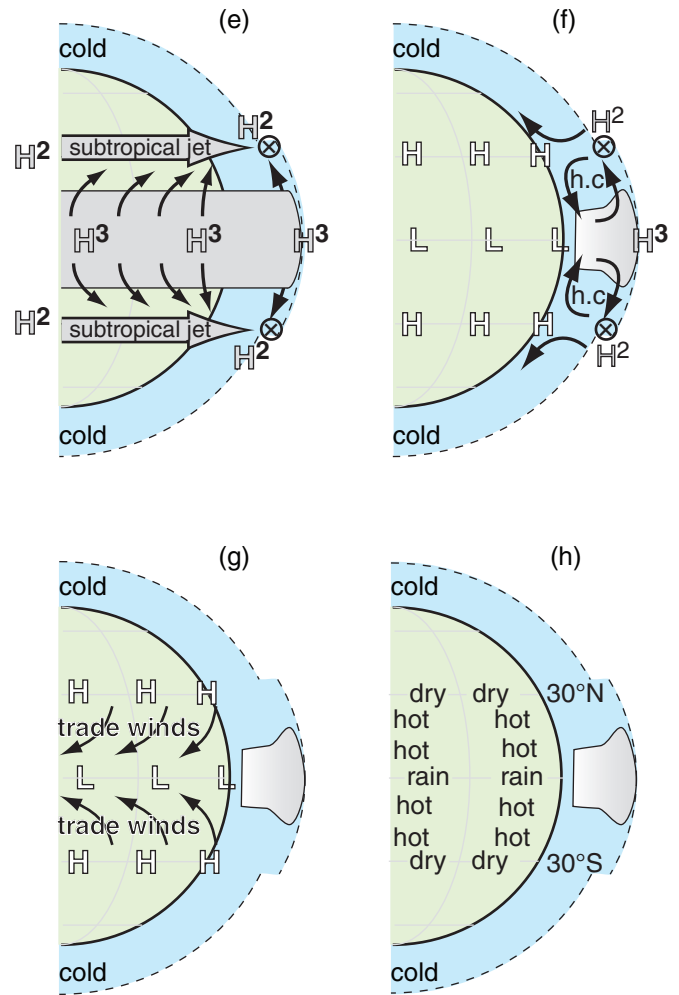 (e)
cold
H²
subtropical jet
H²
H³ H³ H³
H²
subtropical jet
H²
cold
(f)
cold
H²
H H H
h.c.
L L L
H³
h.c.
H H H
H²
cold
(g)
cold
H H H
trade winds
L L L
trade winds
H H H
cold
(h)
cold
dry dry 30°N
hot hot
hot hot
rain rain
hot hot
hot hot
dry dry 30°S
cold